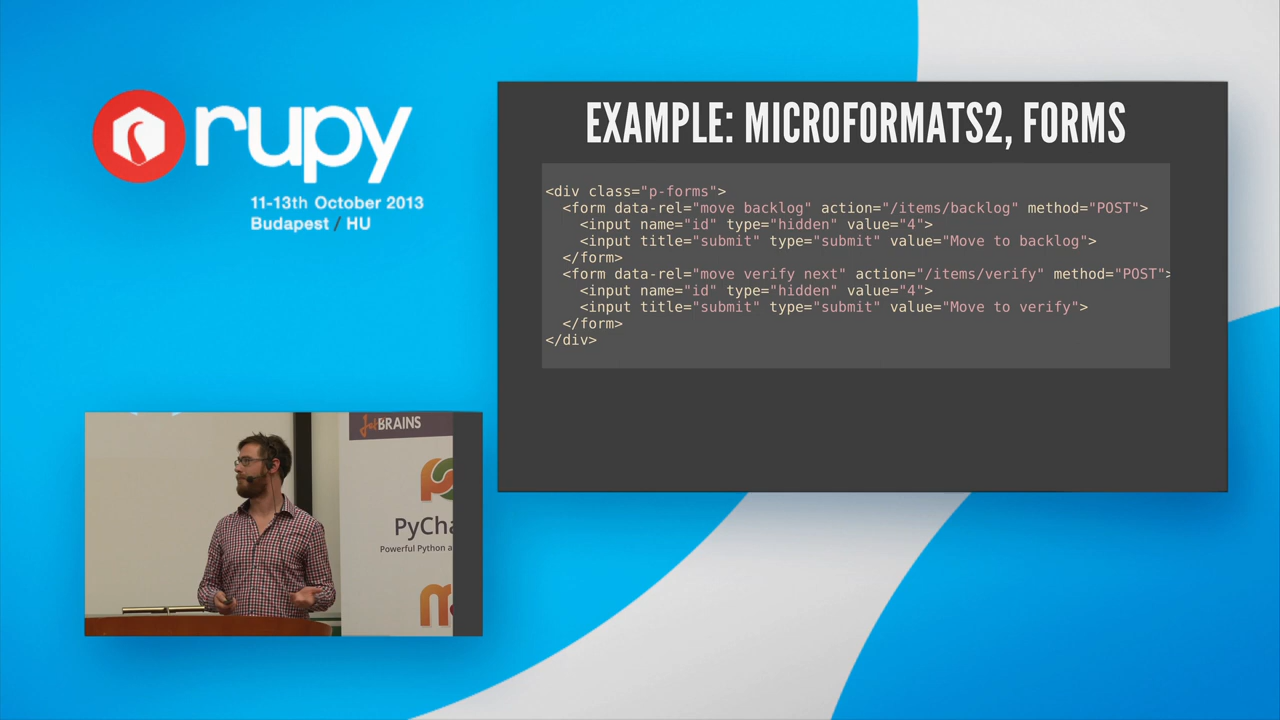 rupy
11-13th October 2013
Budapest / HU
EXAMPLE: MICROFORMATS2, FORMS
<div class="p-forms">
  <form data-rel="move backlog" action="/items/backlog" method="POST">
    <input name="id" type="hidden" value="4">
    <input title="submit" type="submit" value="Move to backlog">
  </form>
  <form data-rel="move verify next" action="/items/verify" method="POST">
    <input name="id" type="hidden" value="4">
    <input title="submit" type="submit" value="Move to verify">
  </form>
</div>
JetBRAINS
PyCha
Powerful Python a